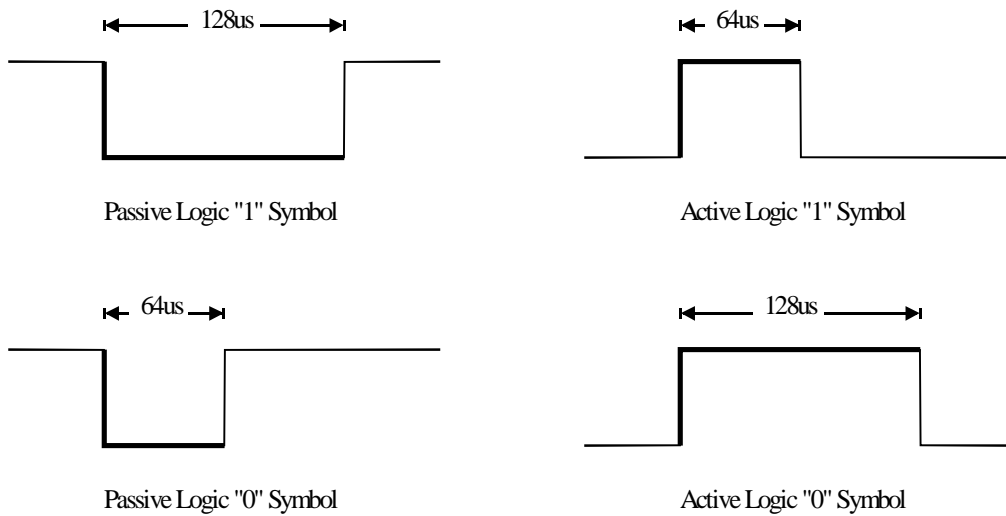 128us
64us
Passive Logic "1" Symbol
Active Logic "1" Symbol
64us
128us
Passive Logic "0" Symbol
Active Logic "0" Symbol